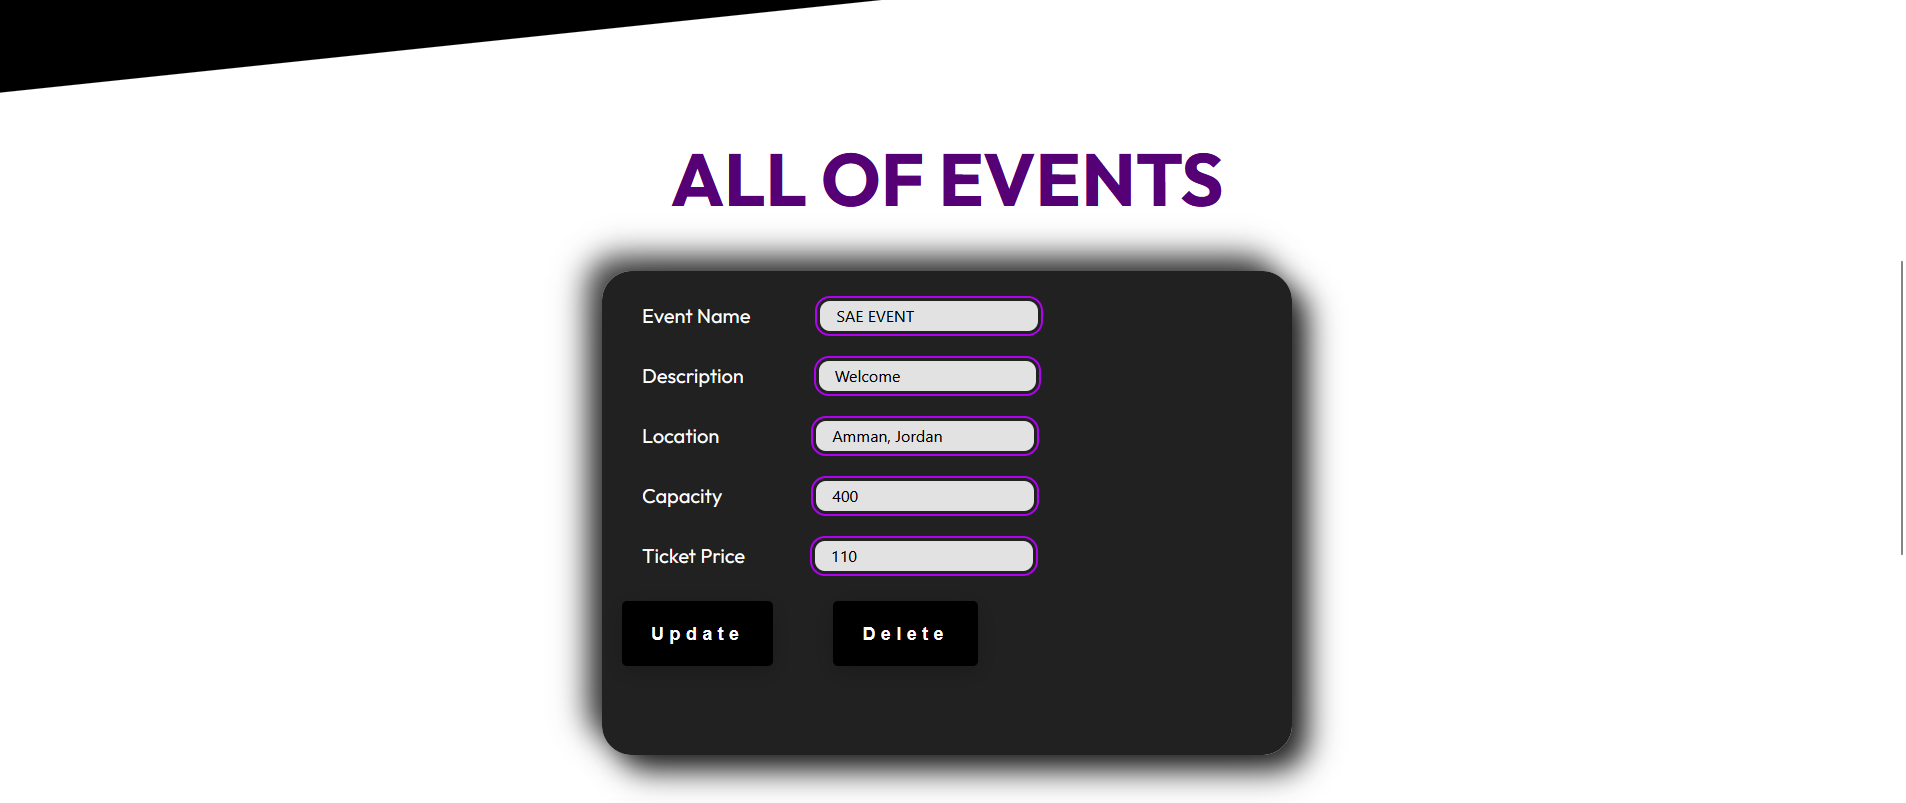 ALL OF EVENTS
Event Name SAE EVENT
Description Welcome
Location Amman, Jordan
Capacity 400
Ticket Price 110
Update Delete